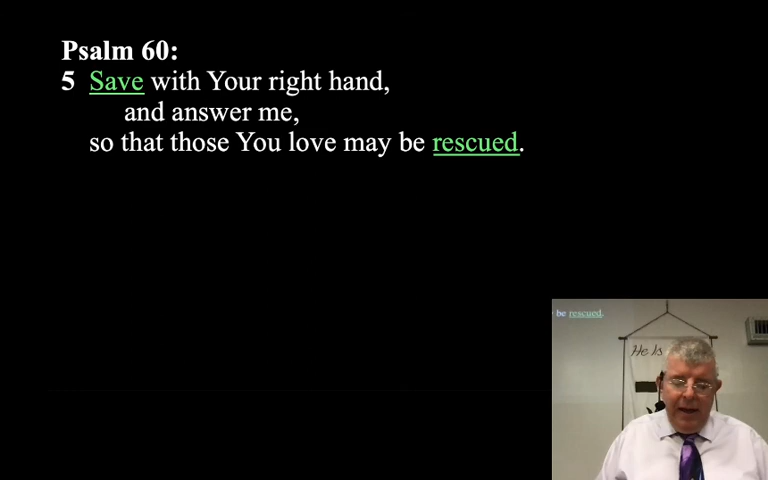 Psalm 60:
5 Save with Your right hand,
and answer me,
so that those You love may be rescued.
be rescued.
He Is